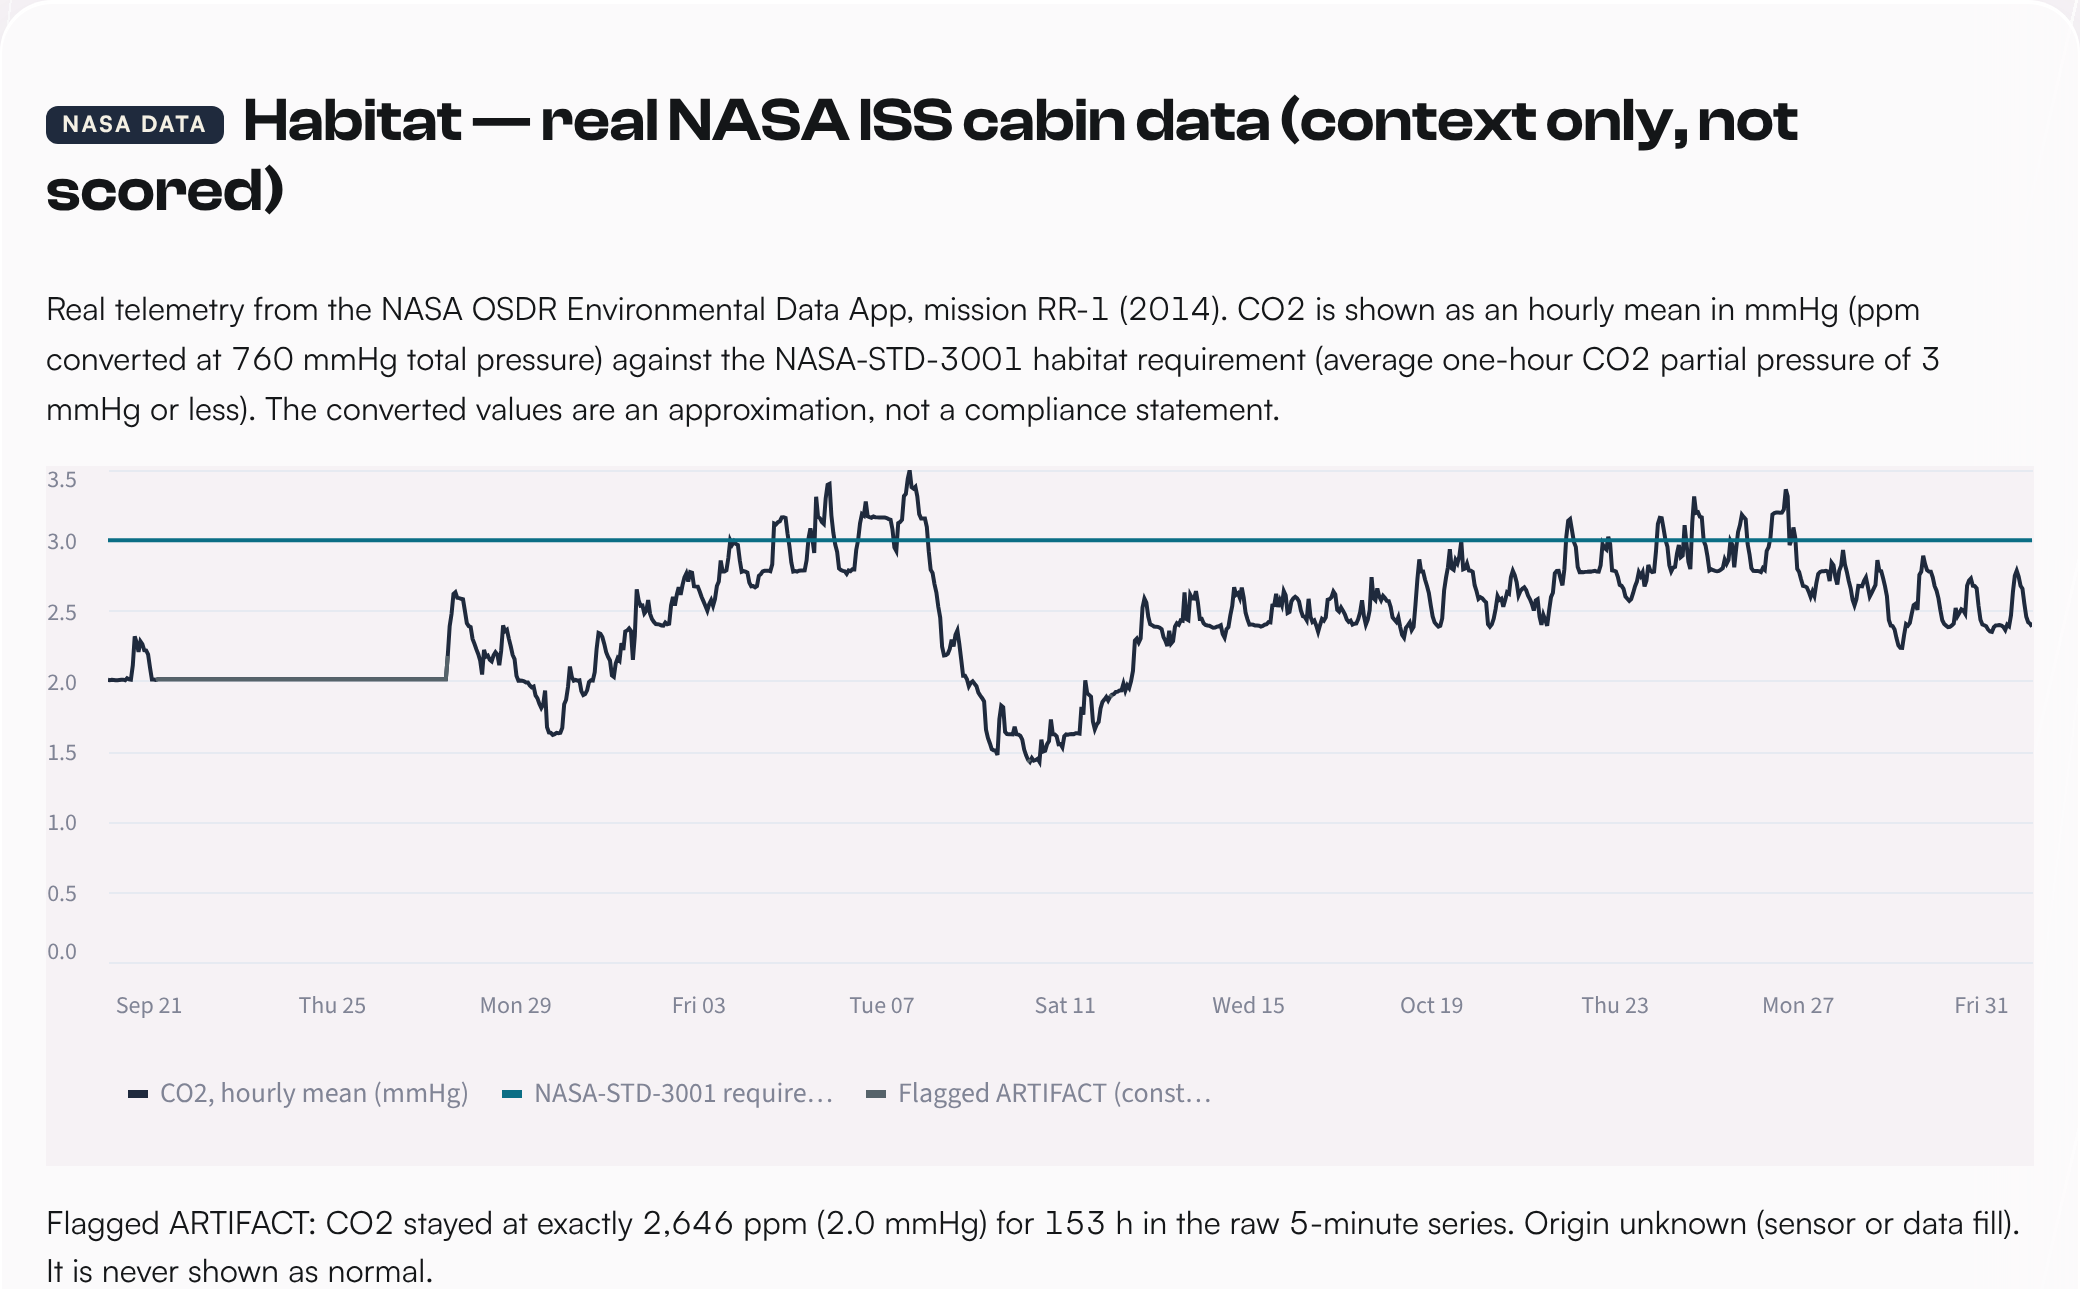 NASA DATA Habitat — real NASA ISS cabin data (context only, not
scored)
Real telemetry from the NASA OSDR Environmental Data App, mission RR-1 (2014). CO2 is shown as an hourly mean in mmHg (ppm
converted at 760 mmHg total pressure) against the NASA-STD-3001 habitat requirement (average one-hour CO2 partial pressure of 3
mmHg or less). The converted values are an approximation, not a compliance statement.
3.5
3.0
2.5
2.0
1.5
1.0
0.5
0.0
Sep 21 Thu 25 Mon 29 Fri 03 Tue 07 Sat 11 Wed 15 Oct 19 Thu 23 Mon 27 Fri 31
CO2, hourly mean (mmHg) NASA-STD-3001 require… Flagged ARTIFACT (const…
Flagged ARTIFACT: CO2 stayed at exactly 2,646 ppm (2.0 mmHg) for 153 h in the raw 5-minute series. Origin unknown (sensor or data fill).
It is never shown as normal.